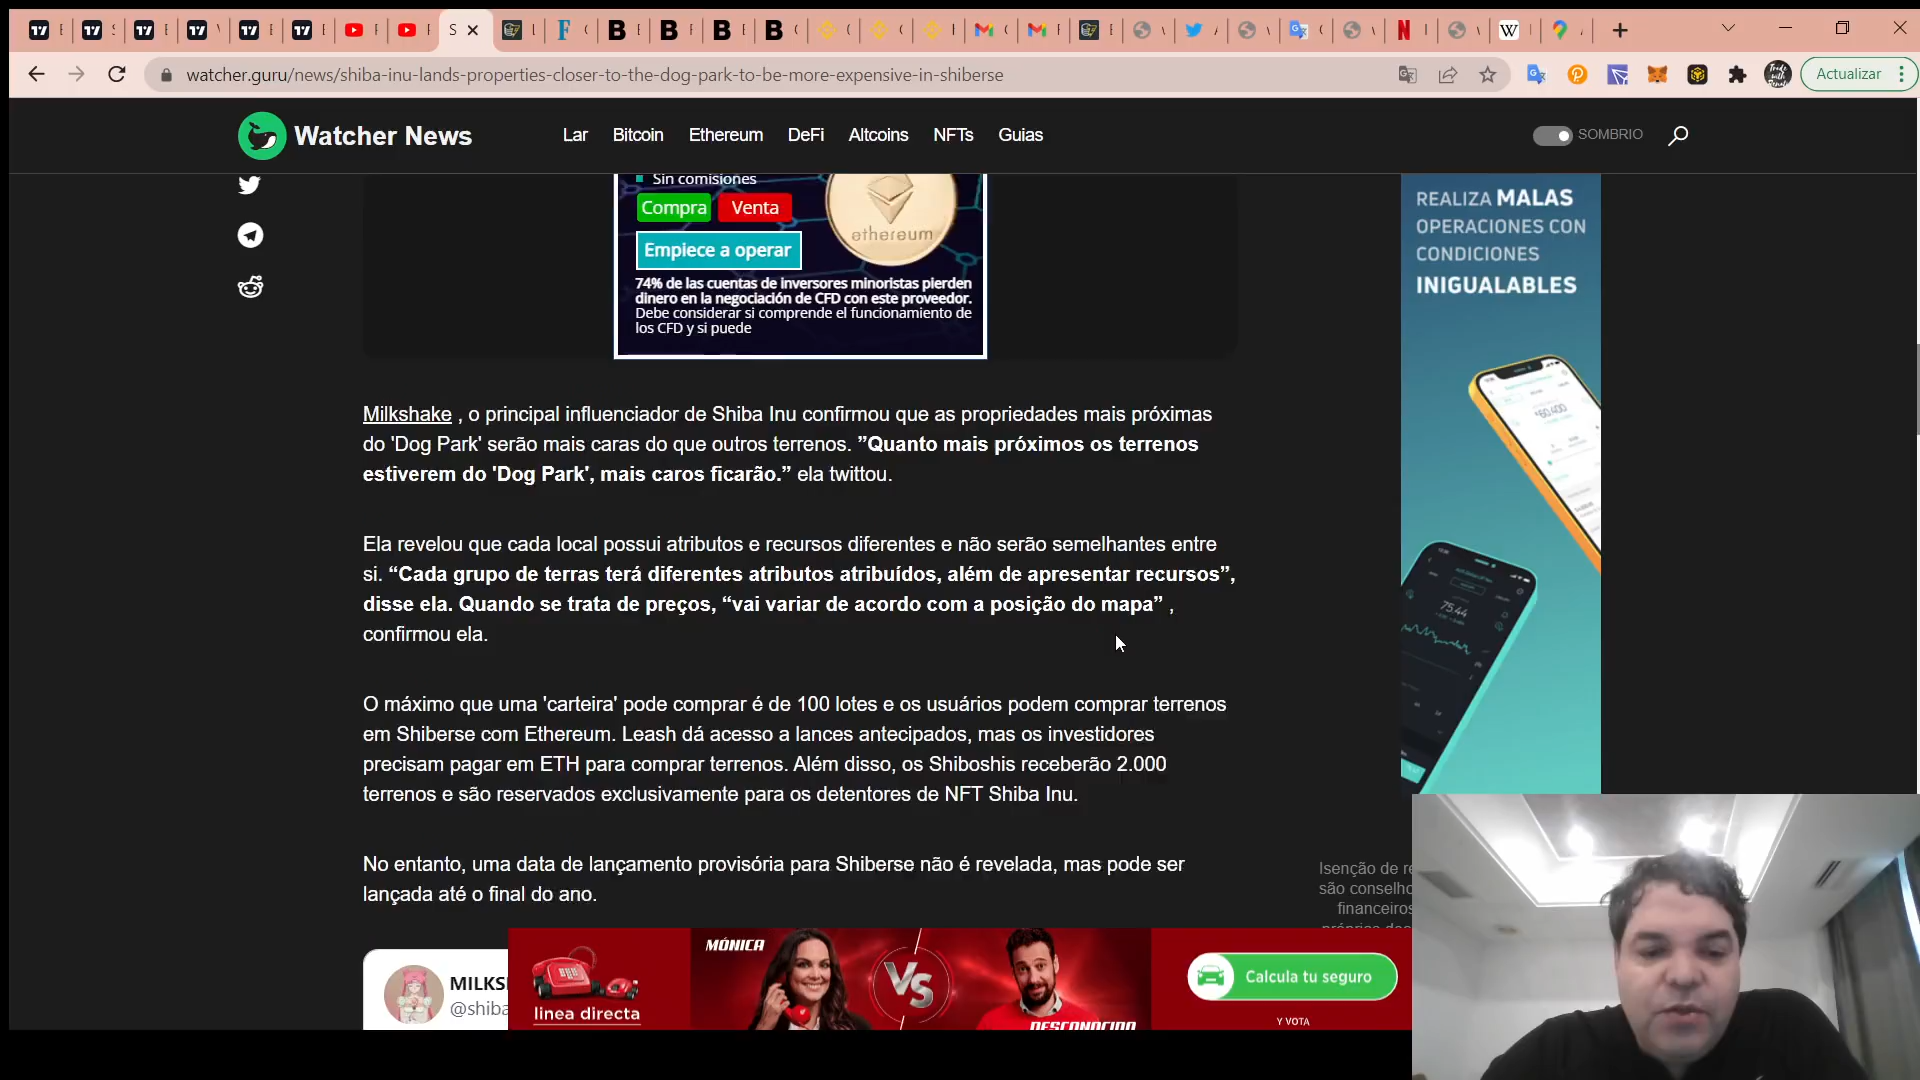 watcher.guru/news/shiba-inu-lands-properties-closer-to-the-dog-park-to-be-more-expensive-in-shiberse
Actualizar
Watcher News
Lar Bitcoin Ethereum DeFi Altcoins NFTs Guias
SOMBRIO
Sin comisiones
Compra Venta
ethereum
Empiece a operar
74% de las cuentas de inversores minoristas pierden
dinero en la negociación de CFD con este proveedor.
Debe considerar si comprende el funcionamiento de
los CFD y si puede
REALIZA MALAS
OPERACIONES CON
CONDICIONES
INIGUALABLES
Milkshake , o principal influenciador de Shiba Inu confirmou que as propriedades mais próximas
do 'Dog Park' serão mais caras do que outros terrenos. ”Quanto mais próximos os terrenos
estiverem do 'Dog Park', mais caros ficarão.” ela twittou.
Ela revelou que cada local possui atributos e recursos diferentes e não serão semelhantes entre
si. “Cada grupo de terras terá diferentes atributos atribuídos, além de apresentar recursos”,
disse ela. Quando se trata de preços, “vai variar de acordo com a posição do mapa” ,
confirmou ela.
O máximo que uma 'carteira' pode comprar é de 100 lotes e os usuários podem comprar terrenos
em Shiberse com Ethereum. Leash dá acesso a lances antecipados, mas os investidores
precisam pagar em ETH para comprar terrenos. Além disso, os Shiboshis receberão 2.000
terrenos e são reservados exclusivamente para os detentores de NFT Shiba Inu.
No entanto, uma data de lançamento provisória para Shiberse não é revelada, mas pode ser
lançada até o final do ano.
Isenção de re
são conselho
financeiros
MILKS
@shiba
linea directa
MÓNICA
VS
DESCONOCIDO
Calcula tu seguro
Y VOTA
75.44